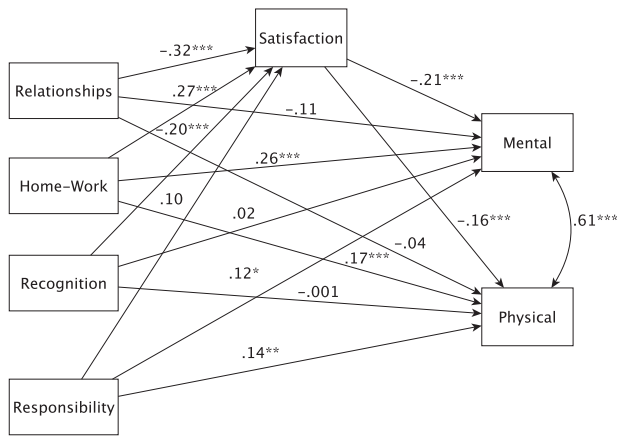 Satisfaction
-.32***
Relationships
.27***
-.21***
-.11
-.20***
Mental
.26***
Home-Work
.10
.02
-.16***
.61***
-.04
.17***
Recognition
.12*
-.001
Physical
.14**
Responsibility